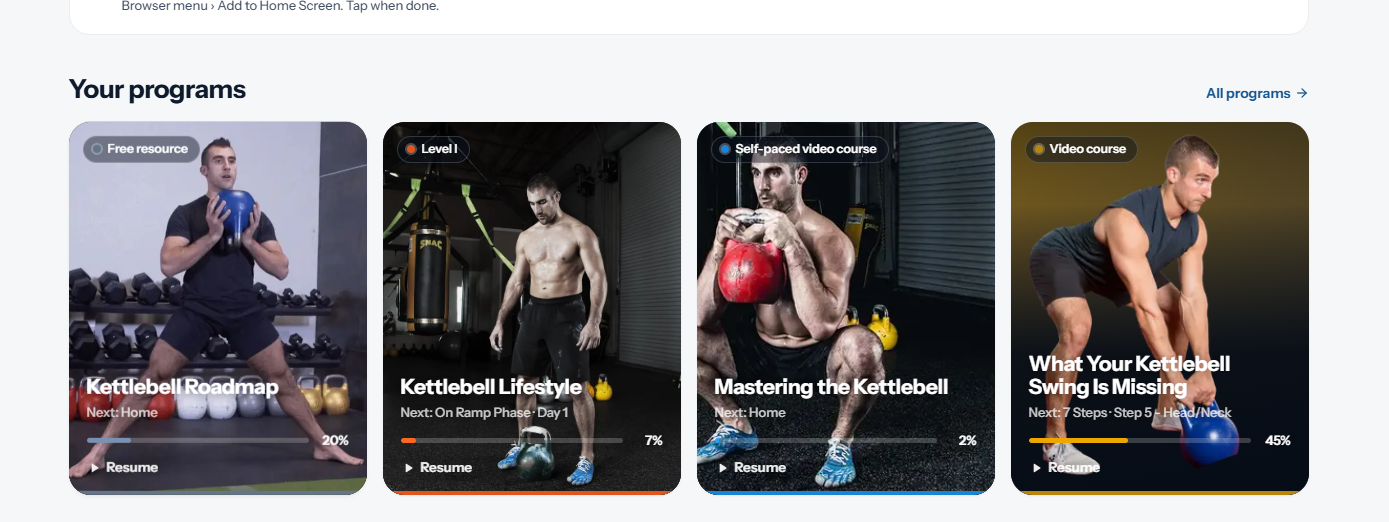 Browser menu › Add to Home Screen. Tap when done.
Your programs
All programs →
Free resource
Kettlebell Roadmap
Next: Home
20%
Resume
Level I
SNAC
Kettlebell Lifestyle
Next: On Ramp Phase · Day 1
7%
Resume
Self-paced video course
Mastering the Kettlebell
Next: Home
2%
Resume
Video course
What Your Kettlebell
Swing Is Missing
Next: 7 Steps · Step 5 - Head/Neck
45%
Resume